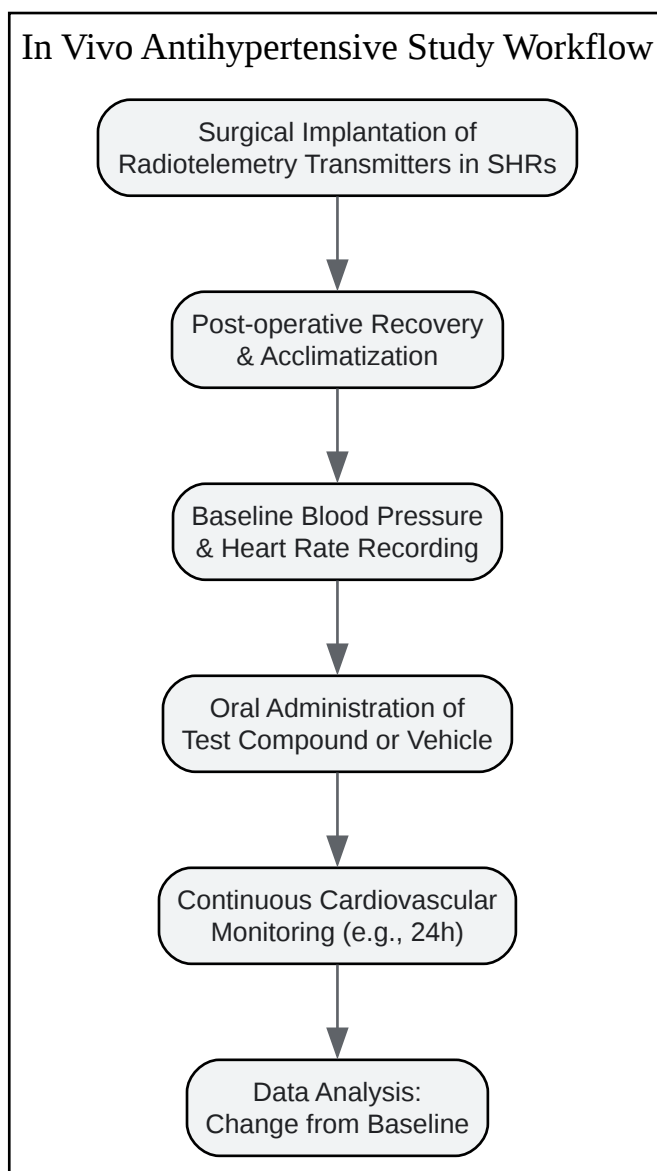 In Vivo Antihypertensive Study Workflow
Surgical Implantation of
Radiotelemetry Transmitters in SHRs
Post-operative Recovery
& Acclimatization
Baseline Blood Pressure
& Heart Rate Recording
Oral Administration of
Test Compound or Vehicle
Continuous Cardiovascular
Monitoring (e.g., 24h)
Data Analysis:
Change from Baseline